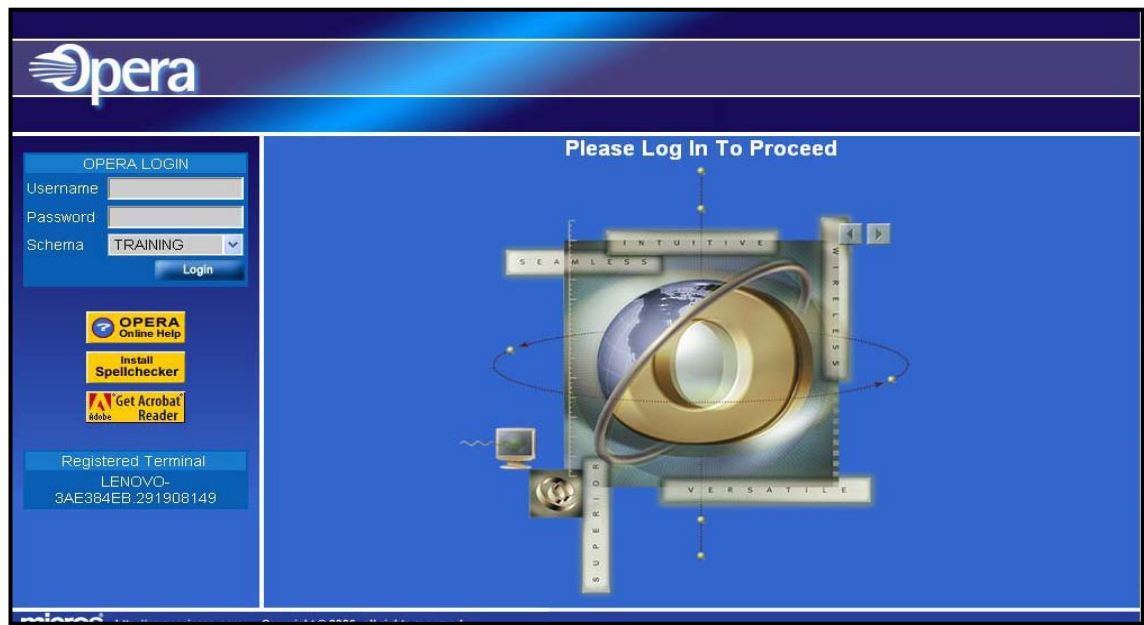 Opera
Please Log In To Proceed
OPERA LOGIN
Username
Password
Schema TRAINING
Login
OPERA
Online Help
Install
Spellchecker
Get Acrobat
Adobe Reader
Registered Terminal
LENOVO-
3AE384EB.291908149
INTUITIVE
SEAMLESS
WIRELESS
VERSATILE
SUPERIOR
micros